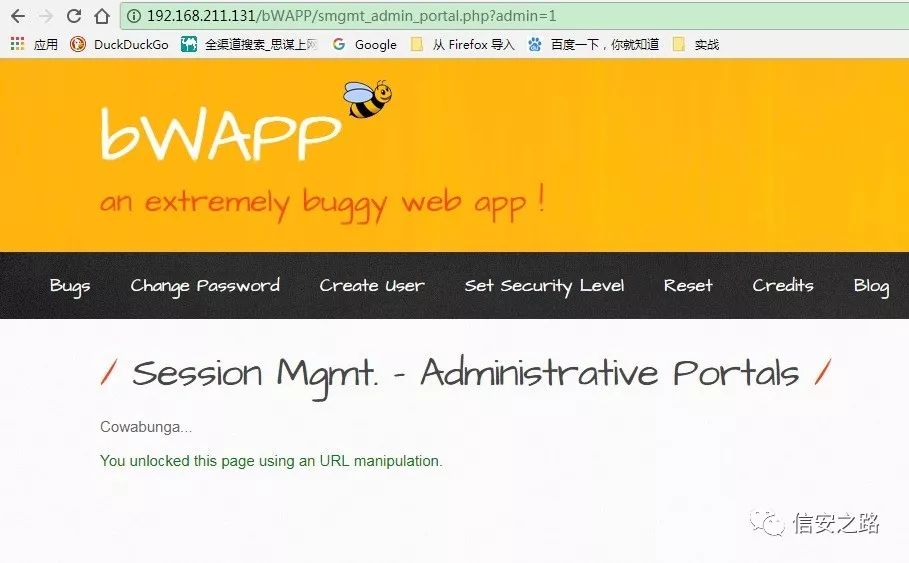 192.168.211.131/bWAPP/smgmt_admin_portal.php?admin=1
应用 DuckDuckGo 全渠道搜索_思谋上网 Google 从 Firefox 导入 百度一下，你就知道 实战
bWAPP
an extremely buggy web app !
Bugs Change Password Create User Set Security Level Reset Credits Blog
/ Session Mgmt. - Administrative Portals /
Cowabunga...
You unlocked this page using an URL manipulation.
信安之路